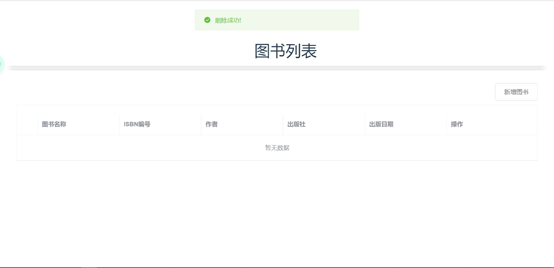 删除成功!
图书列表
新增图书
图书名称 ISBN编号 作者 出版社 出版日期 操作
暂无数据